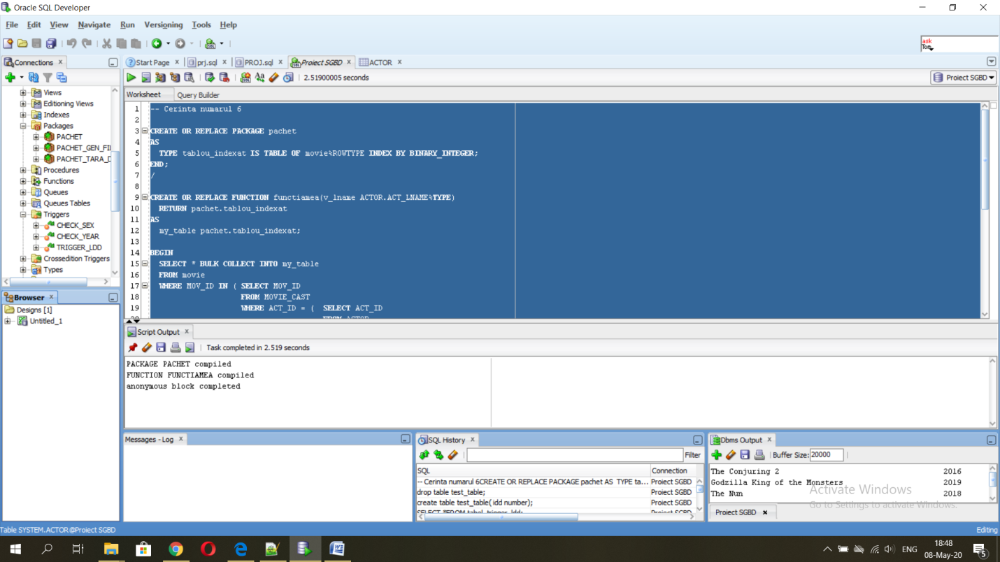 Oracle SQL Developer
File Edit View Navigate Run Versioning Tools Help
ask
Tom
Connections x
Start Page x prj.sql x PROJ.sql x Proiect SGBD x ACTOR x
2.51900005 seconds
Proiect SGBD
Views
Editioning Views
Indexes
Packages
PACHET
PACHET_GEN_FI
PACHET_TARA_D
Procedures
Functions
Queues
Queues Tables
Triggers
CHECK_SEX
CHECK_YEAR
TRIGGER_LDD
Crossedition Triggers
Types
Browser x
Designs [1]
Untitled_1
Worksheet Query Builder
1 -- Cerinta numarul 6
2
3 CREATE OR REPLACE PACKAGE pachet
4 AS
5 TYPE tablou_indexat IS TABLE OF movie%ROWTYPE INDEX BY BINARY_INTEGER;
6 END;
7 /
8
9 CREATE OR REPLACE FUNCTION functiamea(v_lname ACTOR.ACT_LNAME%TYPE)
10 RETURN pachet.tablou_indexat
11 AS
12 my_table pachet.tablou_indexat;
13
14 BEGIN
15 SELECT * BULK COLLECT INTO my_table
16 FROM movie
17 WHERE MOV_ID IN ( SELECT MOV_ID
18 FROM MOVIE_CAST
19 WHERE ACT_ID = ( SELECT ACT_ID
20 FROM ACTOR
Script Output x
Task completed in 2.519 seconds
PACKAGE PACHET compiled
FUNCTION FUNCTIAMEA compiled
anonymous block completed
Messages - Log x
SQL History x
Filter
SQL Connection
-- Cerinta numarul 6CREATE OR REPLACE PACKAGE pachet AS TYPE ta... Proiect SGBD
drop table test_table; Proiect SGBD
create table test_table( idd number); Proiect SGBD
SELECT *FROM tabel_trigger_ldd; Proiect SGBD
Dbms Output x
Buffer Size: 20000
The Conjuring 2 2016
Godzilla King of the Monsters 2019
The Nun 2018
Proiect SGBD x
Activate Windows
Go to Settings to activate Windows.
Table SYSTEM.ACTOR@Proiect SGBD
Editing
ENG
18:48
08-May-20
5